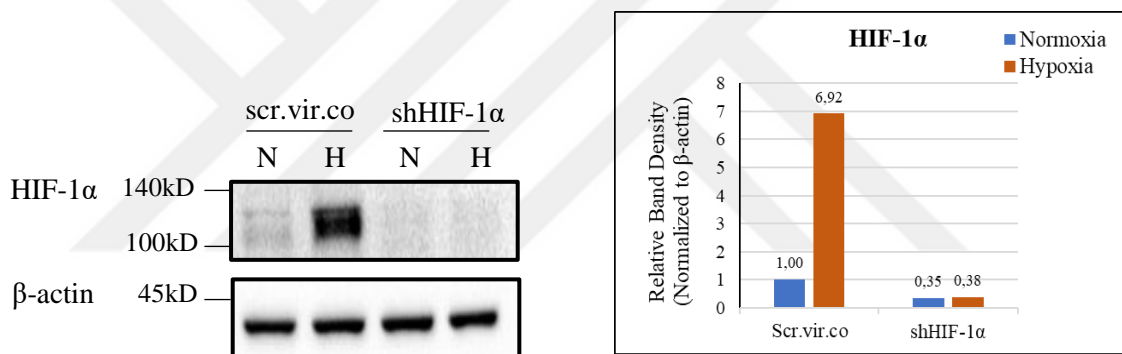 scr.vir.co shHIF-1α
N H N H
HIF-1α 140kD
100kD
β-actin 45kD
HIF-1α
Normoxia
Hypoxia
Relative Band Density
(Normalized to β-actin)
8
7
6
5
4
3
2
1
0
1,00
6,92
0,35
0,38
Scr.vir.co shHIF-1α